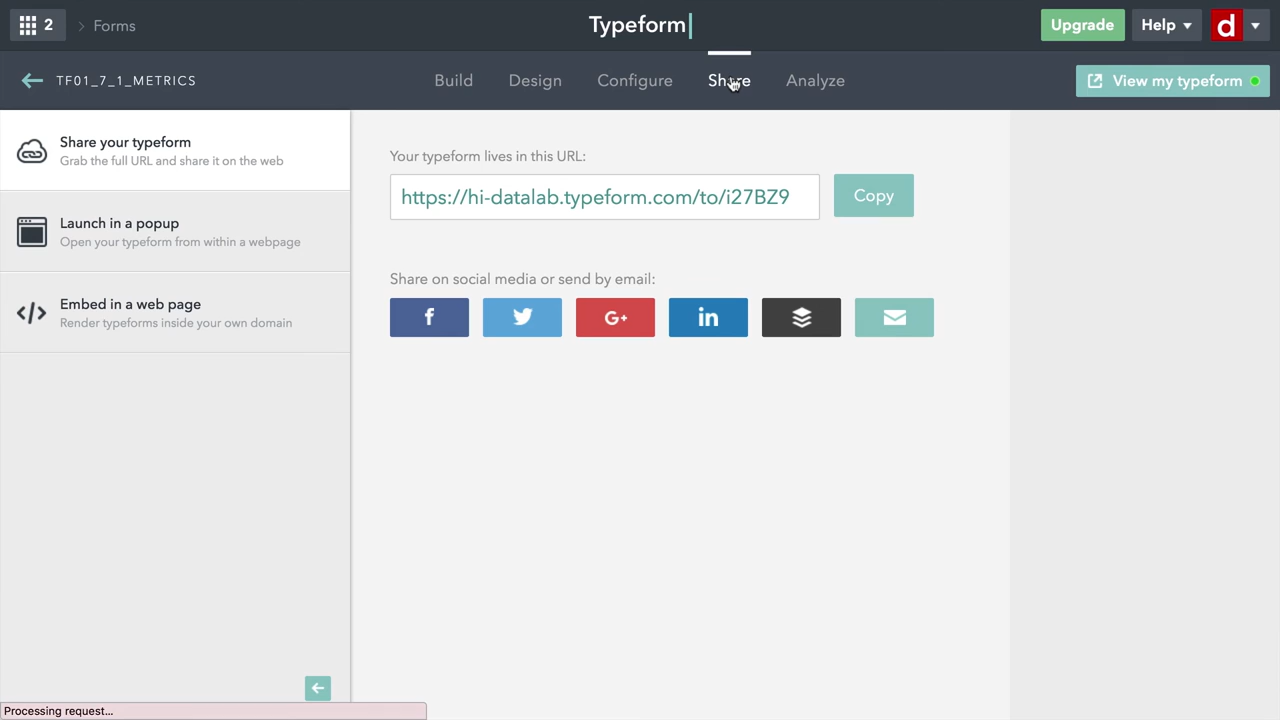 2
Forms
Typeform
Upgrade
Help
d
TF01_7_1_METRICS
Build
Design
Configure
Share
Analyze
View my typeform
Share your typeform
Grab the full URL and share it on the web
Launch in a popup
Open your typeform from within a webpage
Embed in a web page
Render typeforms inside your own domain
Your typeform lives in this URL:
https://hi-datalab.typeform.com/to/i27BZ9
Copy
Share on social media or send by email:
f
G+
in
Processing request...